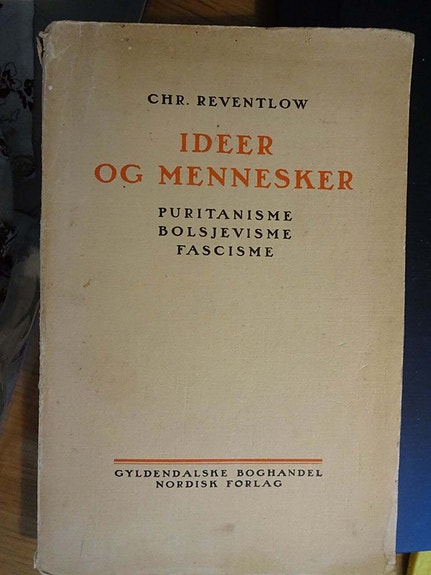 CHR. REVENTLOW
IDEER
OG MENNESKER
PURITANISME
BOLSJEVISME
FASCISME
GYLDENDALSKE BOGHANDEL
NORDISK FORLAG